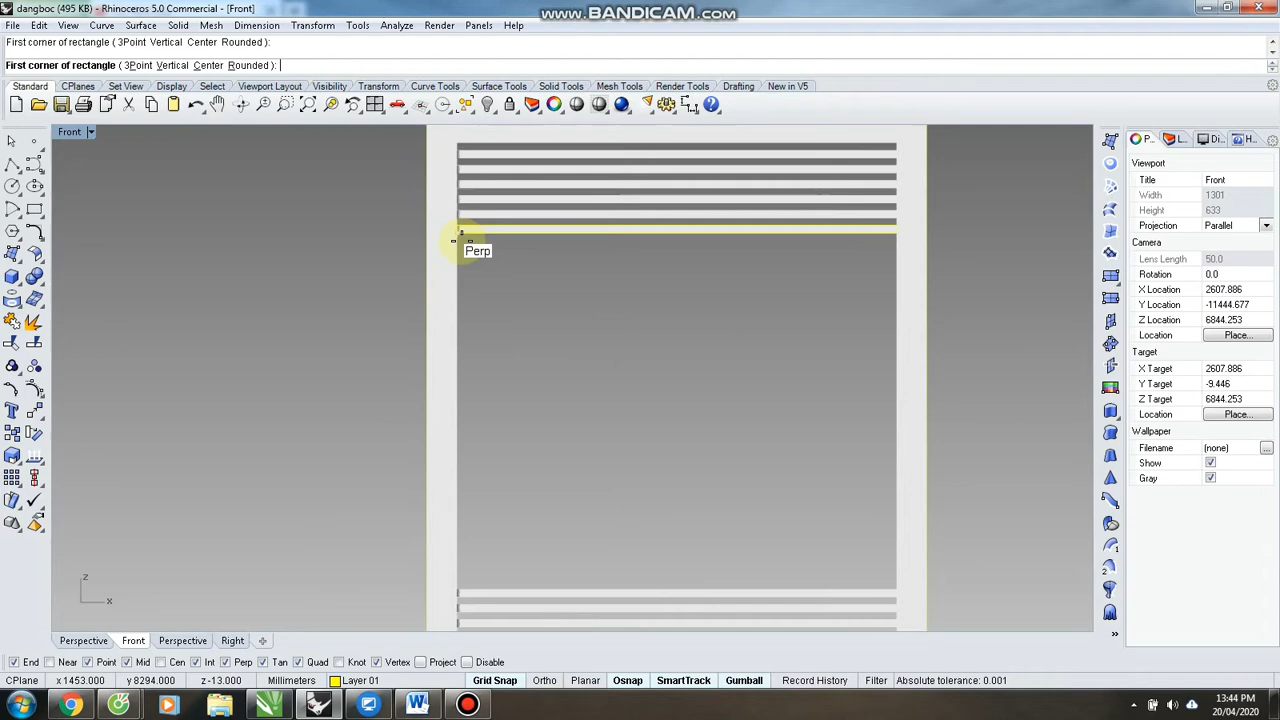 dangboc (495 KB) - Rhinoceros 5.0 Commercial - [Front]
www.BANDICAM.com
File Edit View Curve Surface Solid Mesh Dimension Transform Tools Analyze Render Panels Help
First corner of rectangle ( 3Point Vertical Center Rounded ):
First corner of rectangle ( 3Point Vertical Center Rounded ):
Standard CPlanes Set View Display Select Viewport Layout Visibility Transform Curve Tools Surface Tools Solid Tools Mesh Tools Render Tools Drafting New in V5
Front
P... L... Di... H...
Viewport
Title Front
Width 1301
Height 633
Projection Parallel
Camera
Lens Length 50.0
Rotation 0.0
X Location 2607.886
Y Location -11444.677
Z Location 6844.253
Location Place...
Target
X Target 2607.886
Y Target -9.446
Z Target 6844.253
Location Place...
Wallpaper
Filename (none) ...
Show
Gray
Perp
z
x
Perspective Front Perspective Right
End Near Point Mid Cen Int Perp Tan Quad Knot Vertex Project Disable
CPlane x 1453.000 y 8294.000 z-13.000 Millimeters Layer 01 Grid Snap Ortho Planar Osnap SmartTrack Gumball Record History Filter Absolute tolerance: 0.001
13:44 PM
20/04/2020